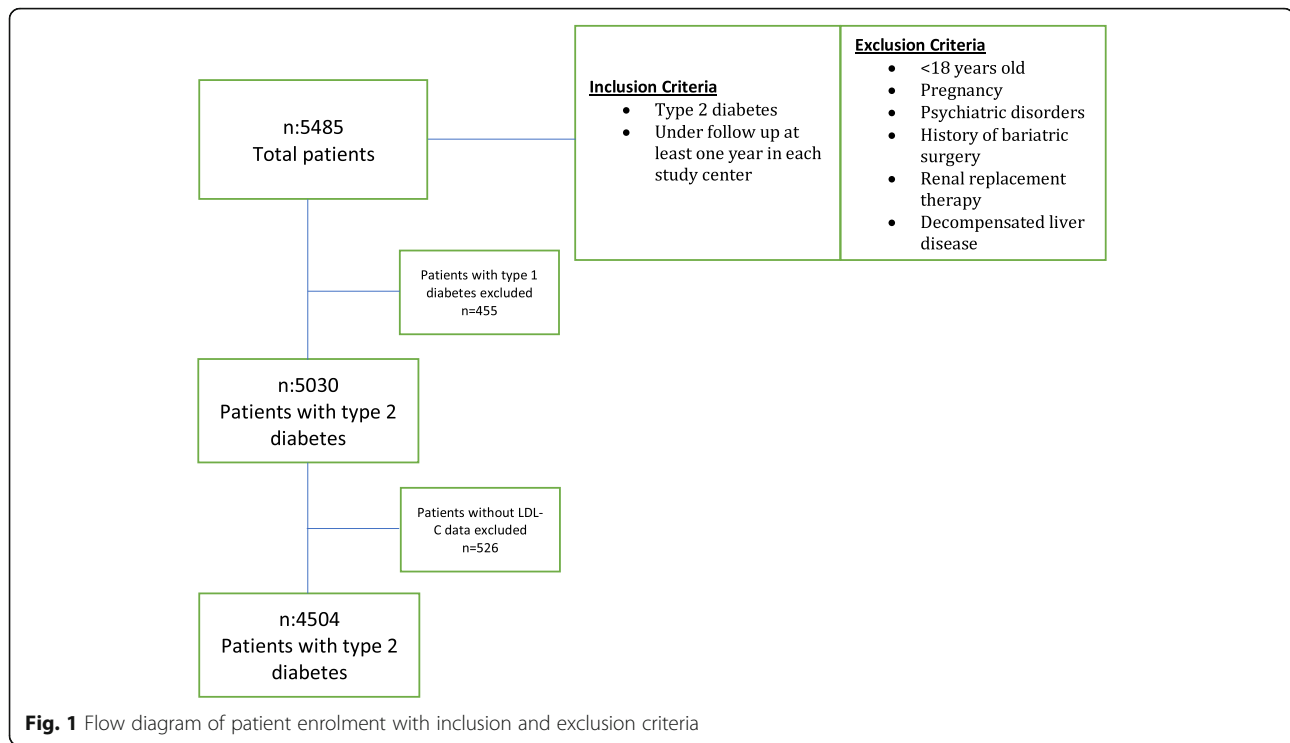 n:5485
Total patients
Inclusion Criteria
• Type 2 diabetes
• Under follow up at
least one year in each
study center
Exclusion Criteria
• <18 years old
• Pregnancy
• Psychiatric disorders
• History of bariatric
surgery
• Renal replacement
therapy
• Decompensated liver
disease
Patients with type 1
diabetes excluded
n=455
n:5030
Patients with type 2
diabetes
Patients without LDL-
C data excluded
n=526
n:4504
Patients with type 2
diabetes
Fig. 1 Flow diagram of patient enrolment with inclusion and exclusion criteria